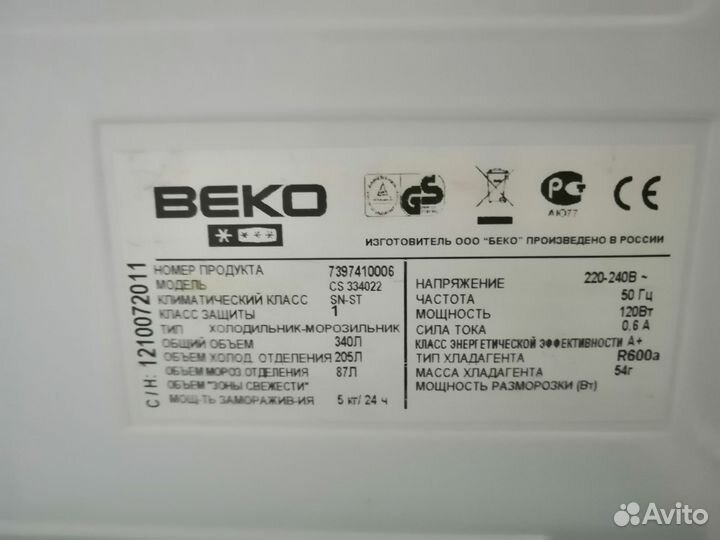 BEKO
АЮ77
ИЗГОТОВИТЕЛЬ ООО "БЕКО" ПРОИЗВЕДЕНО В РОССИИ
С/Н: 1210072011
НОМЕР ПРОДУКТА 7397410006
МОДЕЛЬ CS 334022
КЛИМАТИЧЕСКИЙ КЛАСС SN-ST
КЛАСС ЗАЩИТЫ 1
ТИП ХОЛОДИЛЬНИК-МОРОЗИЛЬНИК
ОБЩИЙ ОБЪЕМ 340Л
ОБЪЕМ ХОЛОД. ОТДЕЛЕНИЯ 205Л
ОБЪЕМ МОРОЗ ОТДЕЛЕНИЯ 87Л
ОБЪЕМ "ЗОНЫ СВЕЖЕСТИ"
МОЩ-ТЬ ЗАМОРАЖИВ-ИЯ 5 кг/ 24 ч
НАПРЯЖЕНИЕ 220-240В ~
ЧАСТОТА 50 Гц
МОЩНОСТЬ 120Вт
СИЛА ТОКА 0,6 А
КЛАСС ЭНЕРГЕТИЧЕСКОЙ ЭФФЕКТИВНОСТИ А+
ТИП ХЛАДАГЕНТА R600a
МАССА ХЛАДАГЕНТА 54г
МОЩНОСТЬ РАЗМОРОЗКИ (Вт)
Avito